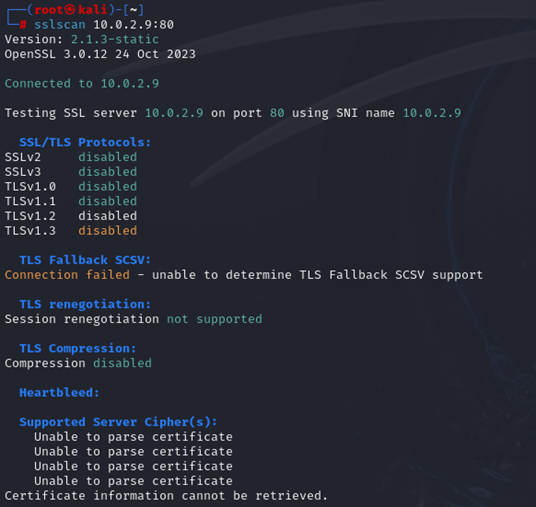 ┌──(root㉿kali)-[~]
└─# sslscan 10.0.2.9:80
Version: 2.1.3-static
OpenSSL 3.0.12 24 Oct 2023

Connected to 10.0.2.9

Testing SSL server 10.0.2.9 on port 80 using SNI name 10.0.2.9

  SSL/TLS Protocols:
SSLv2     disabled
SSLv3     disabled
TLSv1.0   disabled
TLSv1.1   disabled
TLSv1.2   disabled
TLSv1.3   disabled

  TLS Fallback SCSV:
Connection failed - unable to determine TLS Fallback SCSV support

  TLS renegotiation:
Session renegotiation not supported

  TLS Compression:
Compression disabled

  Heartbleed:

  Supported Server Cipher(s):
    Unable to parse certificate
    Unable to parse certificate
    Unable to parse certificate
    Unable to parse certificate
Certificate information cannot be retrieved.